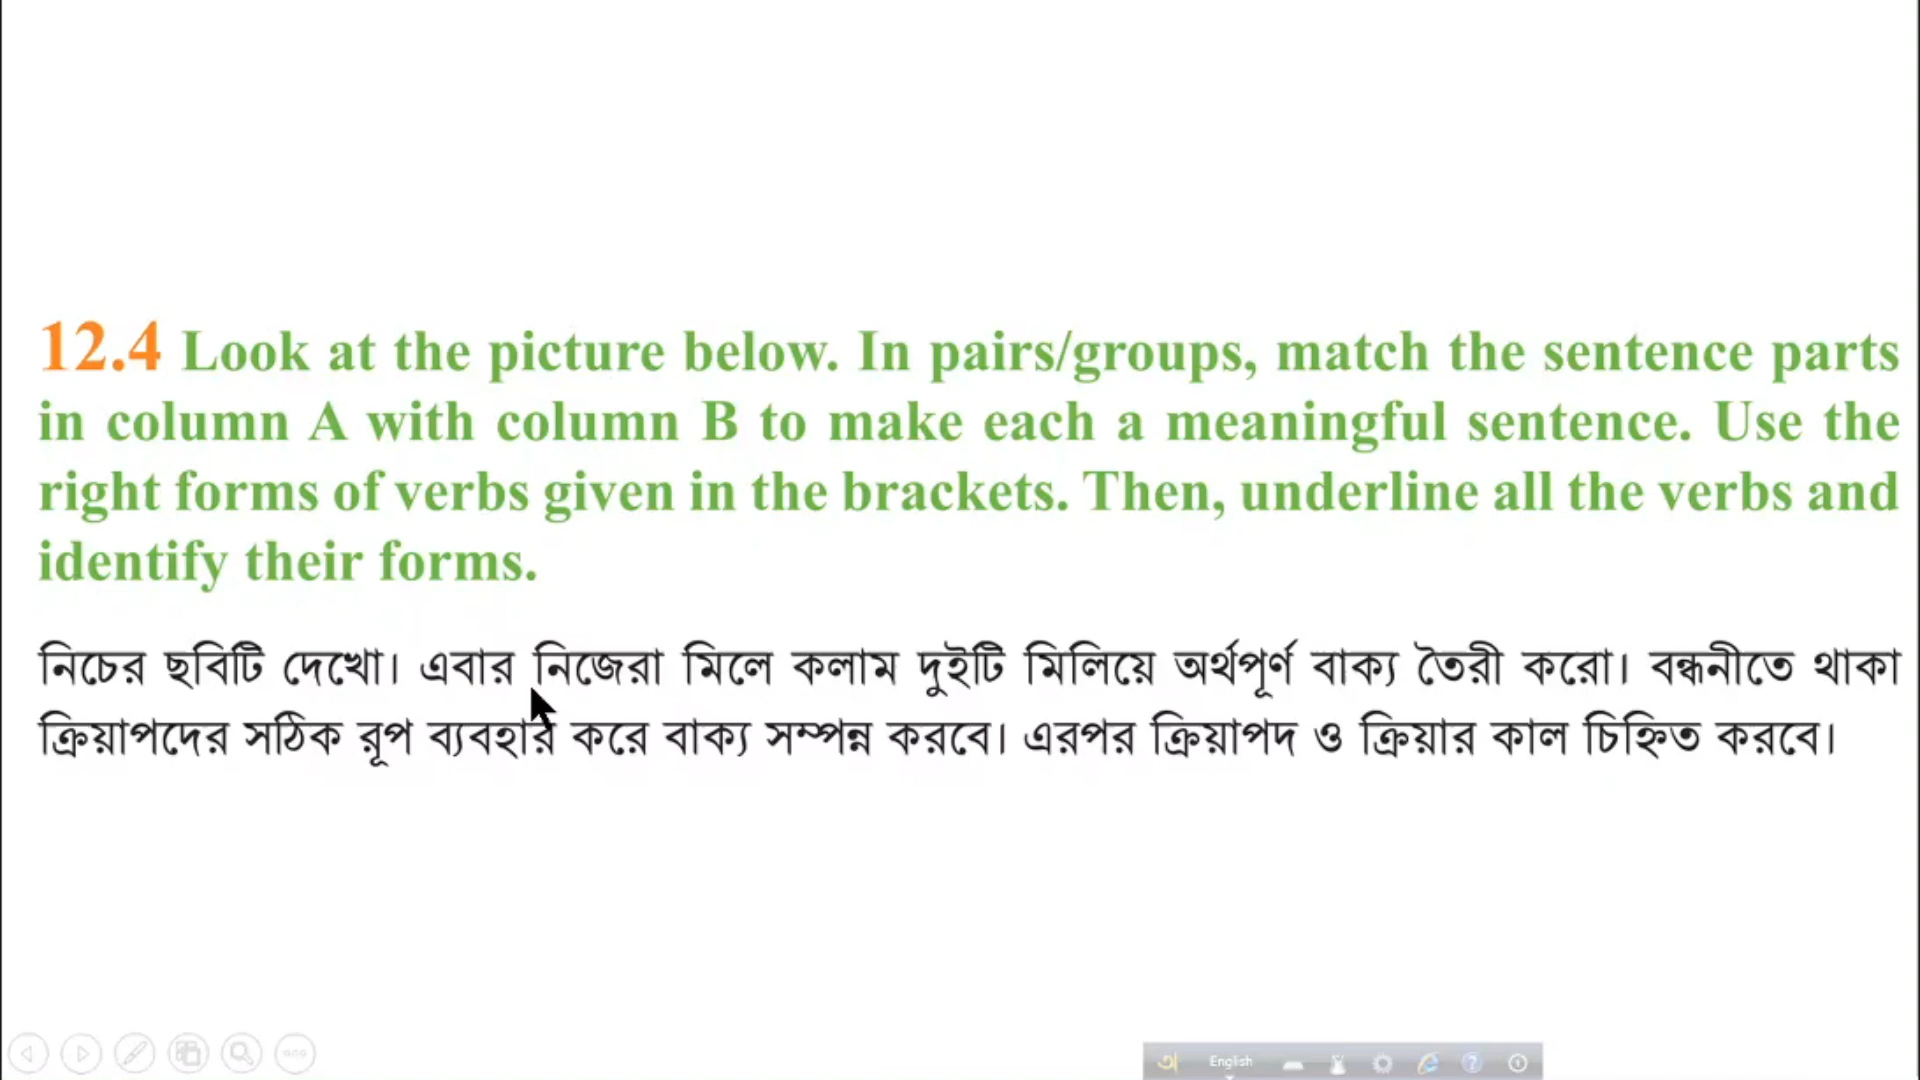 12.4 Look at the picture below. In pairs/groups, match the sentence parts
in column A with column B to make each a meaningful sentence. Use the
right forms of verbs given in the brackets. Then, underline all the verbs and
identify their forms.
নিচের ছবিটি দেখো। এবার নিজেরা মিলে কলাম দুইটি মিলিয়ে অর্থপূর্ণ বাক্য তৈরী করো। বন্ধনীতে থাকা
ক্রিয়াপদের সঠিক রূপ ব্যবহার করে বাক্য সম্পন্ন করবে। এরপর ক্রিয়াপদ ও ক্রিয়ার কাল চিহ্নিত করবে।
অ English